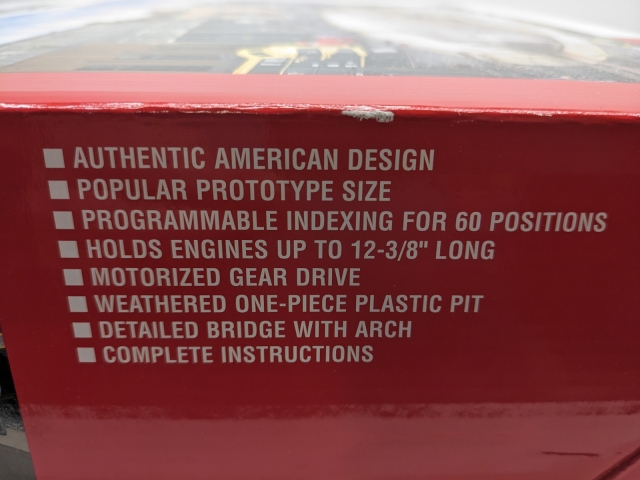 ■ AUTHENTIC AMERICAN DESIGN
■ POPULAR PROTOTYPE SIZE
■ PROGRAMMABLE INDEXING FOR 60 POSITIONS
■ HOLDS ENGINES UP TO 12-3/8" LONG
■ MOTORIZED GEAR DRIVE
■ WEATHERED ONE-PIECE PLASTIC PIT
■ DETAILED BRIDGE WITH ARCH
■ COMPLETE INSTRUCTIONS